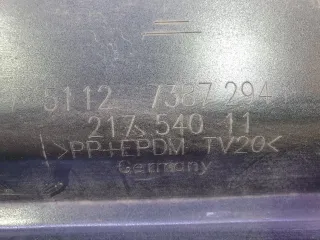 5112 7387 294
217 540 11
>PP+EPDM TV20<
Germany